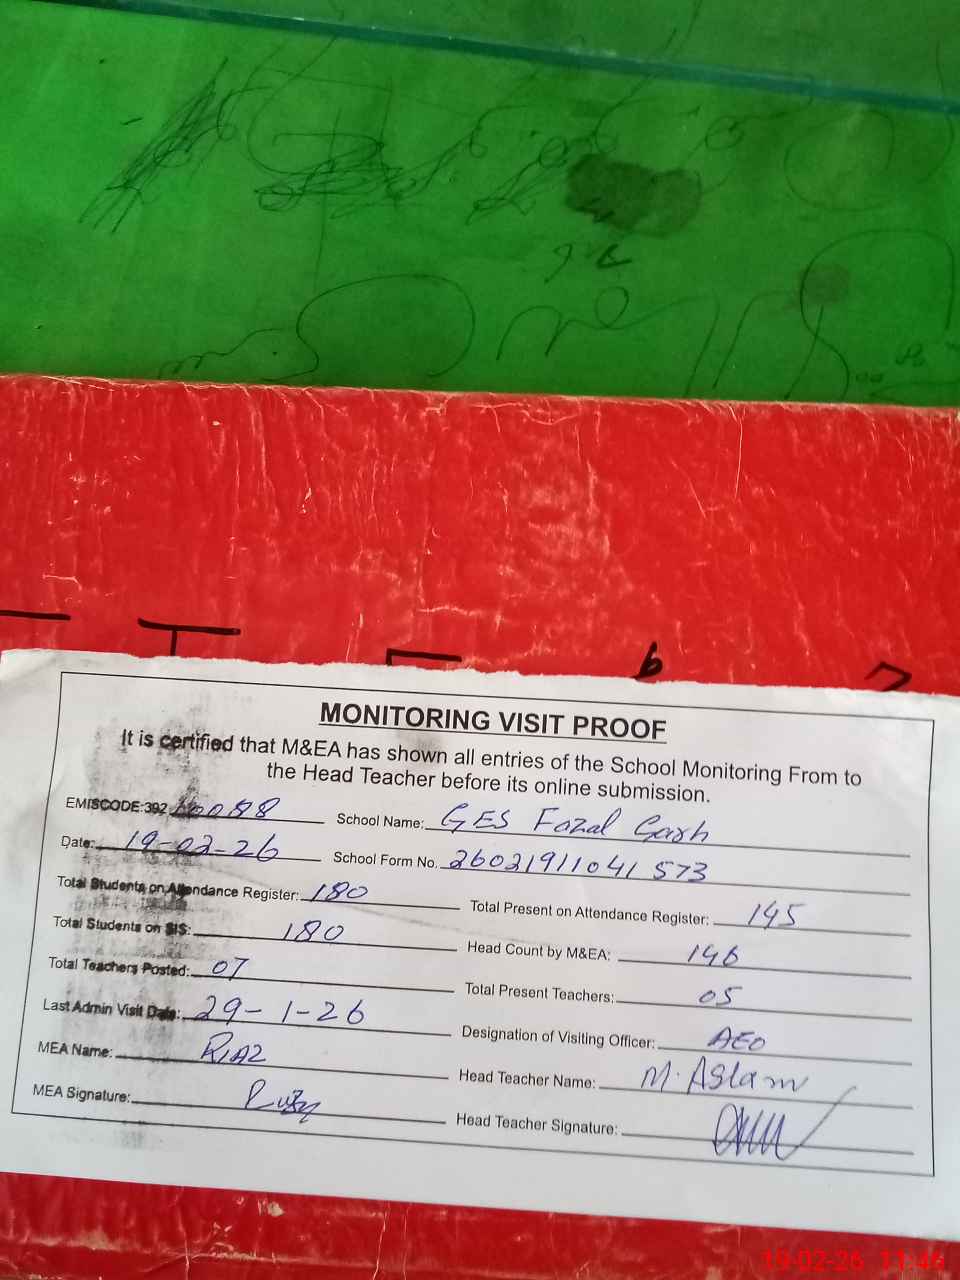 MONITORING VISIT PROOF
It is certified that M&EA has shown all entries of the School Monitoring From to
the Head Teacher before its online submission.
EMISCODE:392 School Name: GES Fazal Garh
Date: 19-02-26 School Form No. 26021911041573
Total Students on Attendance Register: 180 Total Present on Attendance Register: 145
Total Students on SIS: 180 Head Count by M&EA: 146
Total Teachers Posted: 07 Total Present Teachers: 05
Last Admin Visit Date: 29-1-26 Designation of Visiting Officer: AEO
MEA Name: RIAZ Head Teacher Name: M. Aslam
MEA Signature: Head Teacher Signature:
19-02-26 11:46